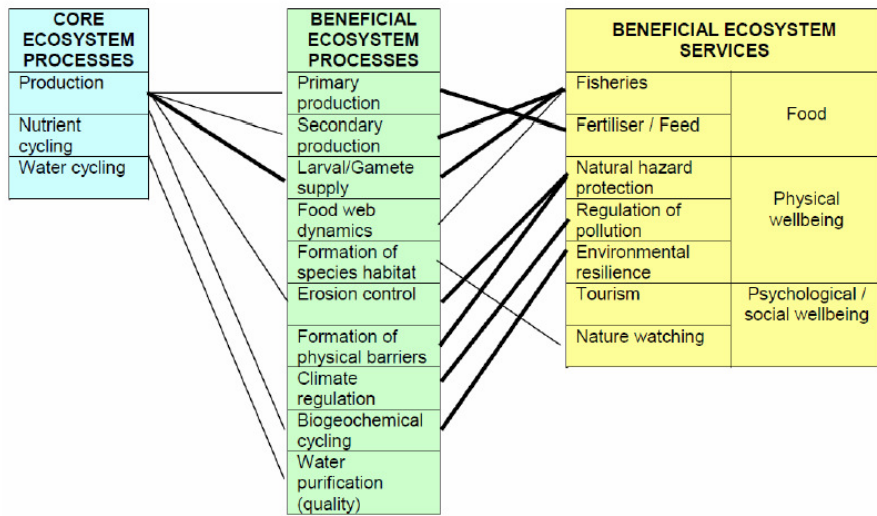 CORE
ECOSYSTEM
PROCESSES
Production
Nutrient
cycling
Water cycling
BENEFICIAL
ECOSYSTEM
PROCESSES
Primary
production
Secondary
production
Larval/Gamete
supply
Food web
dynamics
Formation of
species habitat
Erosion control
Formation of
physical barriers
Climate
regulation
Biogeochemical
cycling
Water
purification
(quality)
BENEFICIAL ECOSYSTEM
SERVICES
Fisheries
Fertiliser / Feed
Food
Natural hazard
protection
Regulation of
pollution
Environmental
resilience
Physical
wellbeing
Tourism
Nature watching
Psychological /
social wellbeing